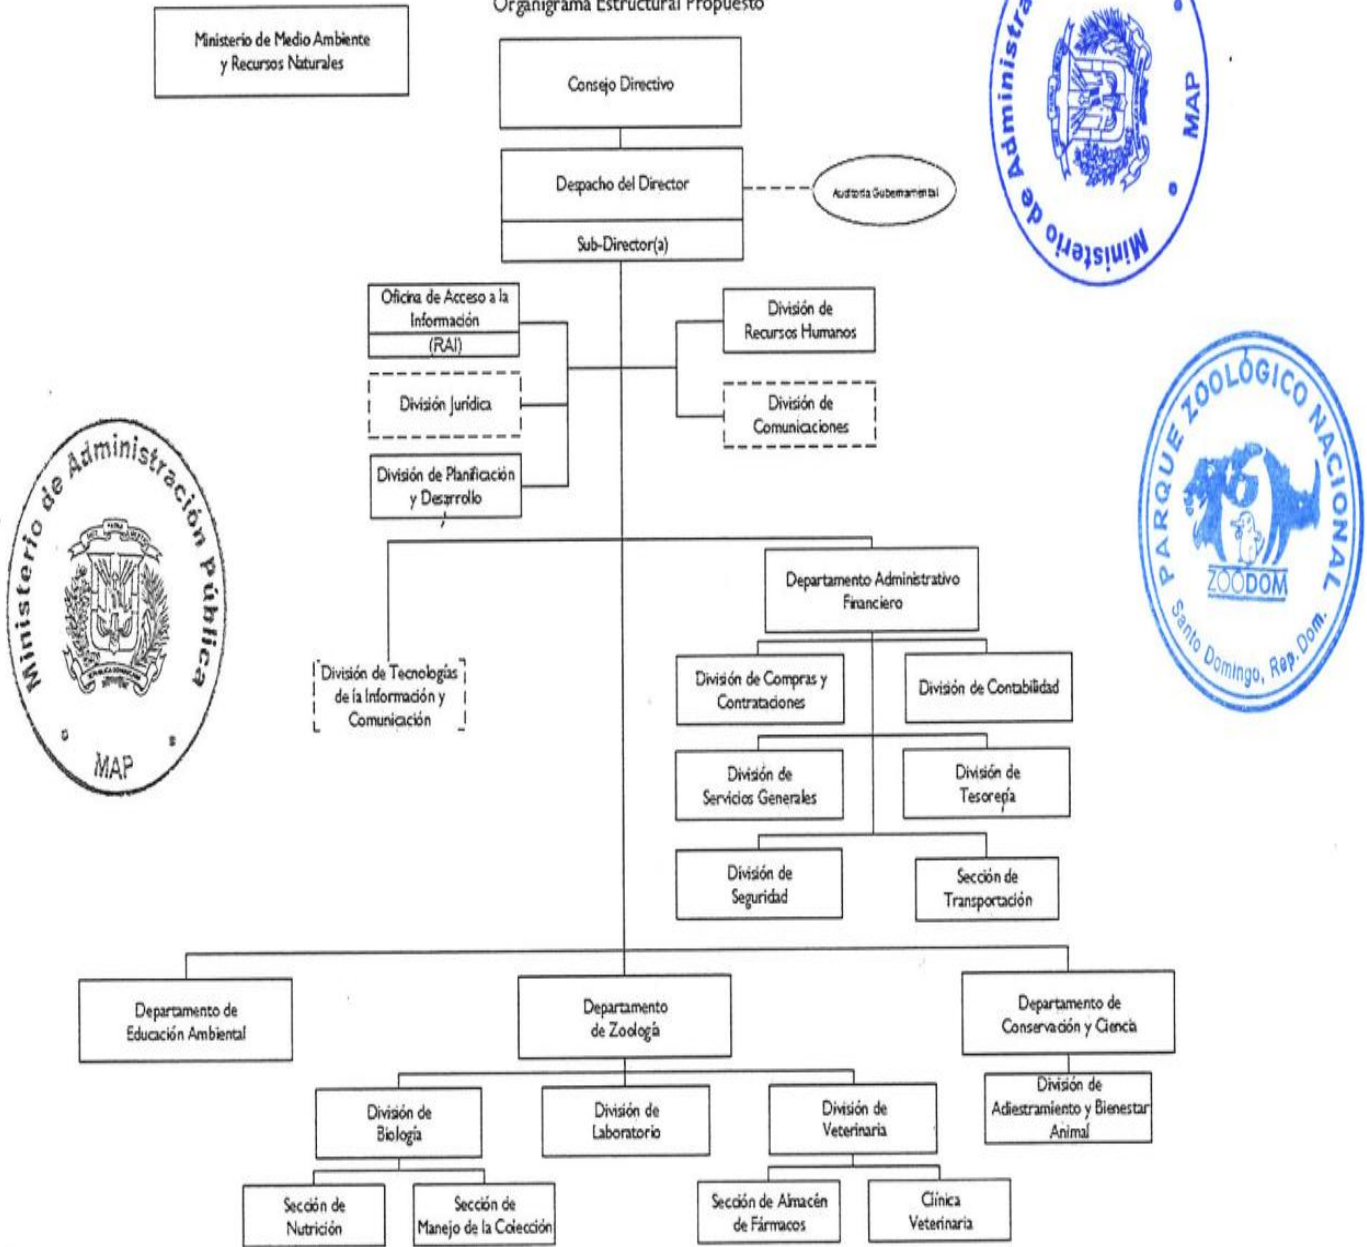 Organigrama Estructural Propuesto
Ministerio de Medio Ambiente
y Recursos Naturales
Consejo Directivo
Despacho del Director
Sub-Director(a)
Auditoría Gubernamental
Ministerio de Administra
MAP
Oficina de Acceso a la
Información
(RAI)
División Jurídica
División de Planificación
y Desarrollo
División de
Recursos Humanos
División de
Comunicaciones
PARQUE ZOOLÓGICO NACIONAL
ZOODOM
Santo Domingo, Rep. Dom.
Ministerio de Administración Pública
MAP
Departamento Administrativo
Financiero
División de Tecnologías
de la Información y
Comunicación
División de Compras y
Contrataciones
División de Contabilidad
División de
Servicios Generales
División de
Tesorería
División de
Seguridad
Sección de
Transportación
Departamento de
Educación Ambiental
Departamento
de Zoología
Departamento de
Conservación y Ciencia
División de
Biología
División de
Laboratorio
División de
Veterinaria
División de
Adiestramiento y Bienestar
Animal
Sección de
Nutrición
Sección de
Manejo de la Colección
Sección de Almacén
de Fármacos
Clínica
Veterinaria